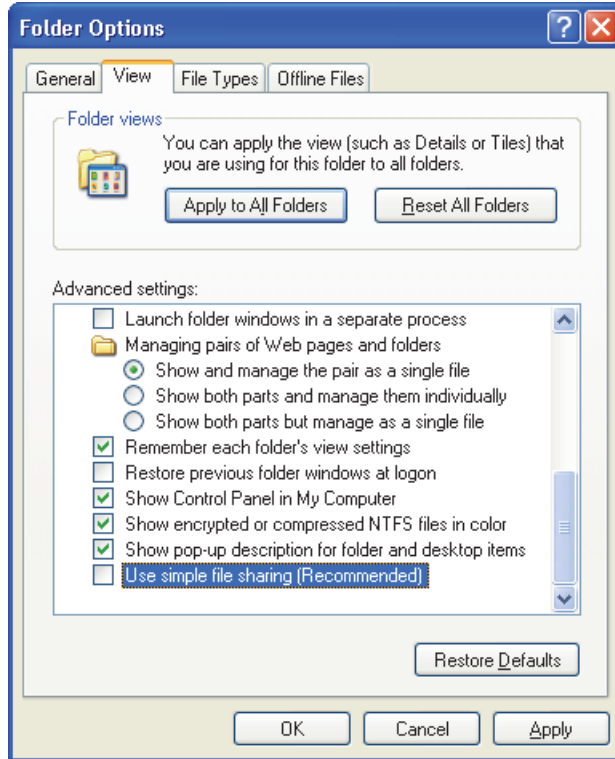 Folder Options
General View File Types Offline Files
Folder views
You can apply the view (such as Details or Tiles) that
you are using for this folder to all folders.
Apply to All Folders Reset All Folders
Advanced settings:
Launch folder windows in a separate process
Managing pairs of Web pages and folders
Show and manage the pair as a single file
Show both parts and manage them individually
Show both parts but manage as a single file
Remember each folder's view settings
Restore previous folder windows at logon
Show Control Panel in My Computer
Show encrypted or compressed NTFS files in color
Show pop-up description for folder and desktop items
Use simple file sharing (Recommended)
Restore Defaults
OK Cancel Apply